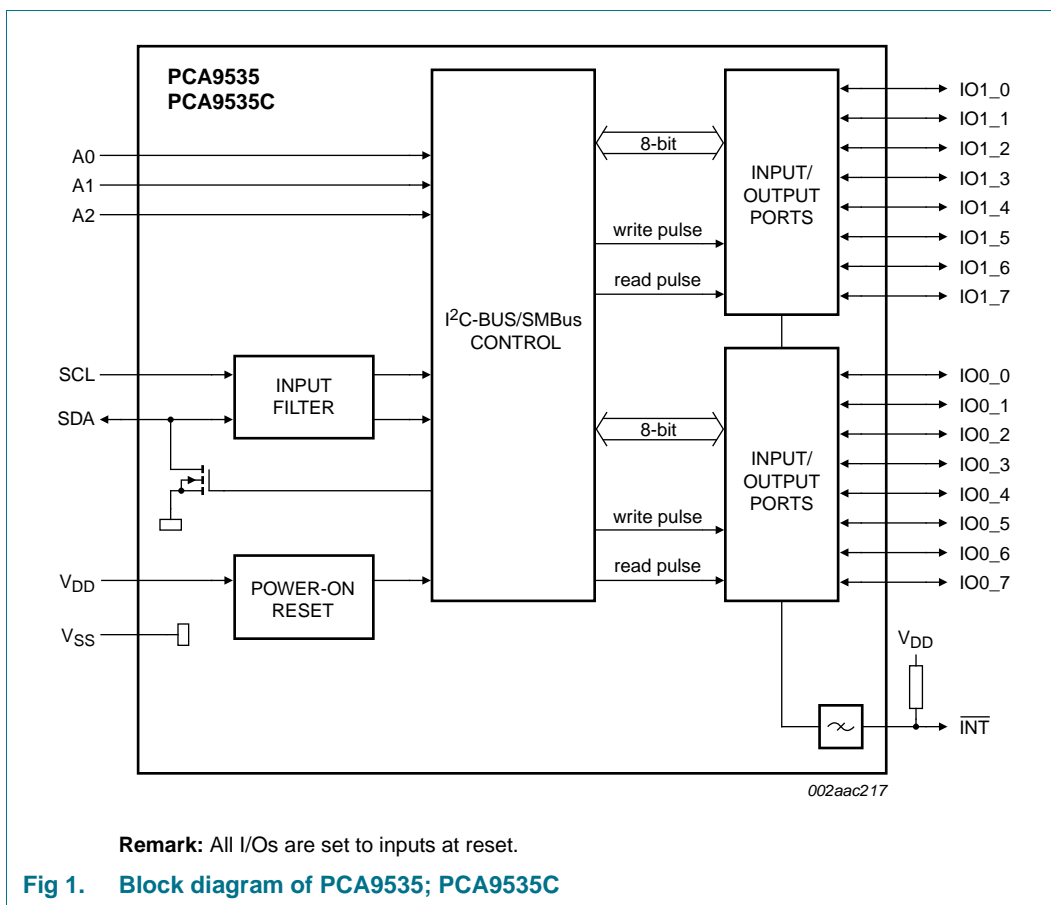 PCA9535
PCA9535C
A0
A1
A2
SCL
SDA
VDD
VSS
INPUT
FILTER
POWER-ON
RESET
I2C-BUS/SMBus
CONTROL
8-bit
write pulse
read pulse
INPUT/
OUTPUT
PORTS
8-bit
write pulse
read pulse
INPUT/
OUTPUT
PORTS
IO1_0
IO1_1
IO1_2
IO1_3
IO1_4
IO1_5
IO1_6
IO1_7
IO0_0
IO0_1
IO0_2
IO0_3
IO0_4
IO0_5
IO0_6
IO0_7
VDD
INT
002aac217
Remark: All I/Os are set to inputs at reset.
Fig 1. Block diagram of PCA9535; PCA9535C